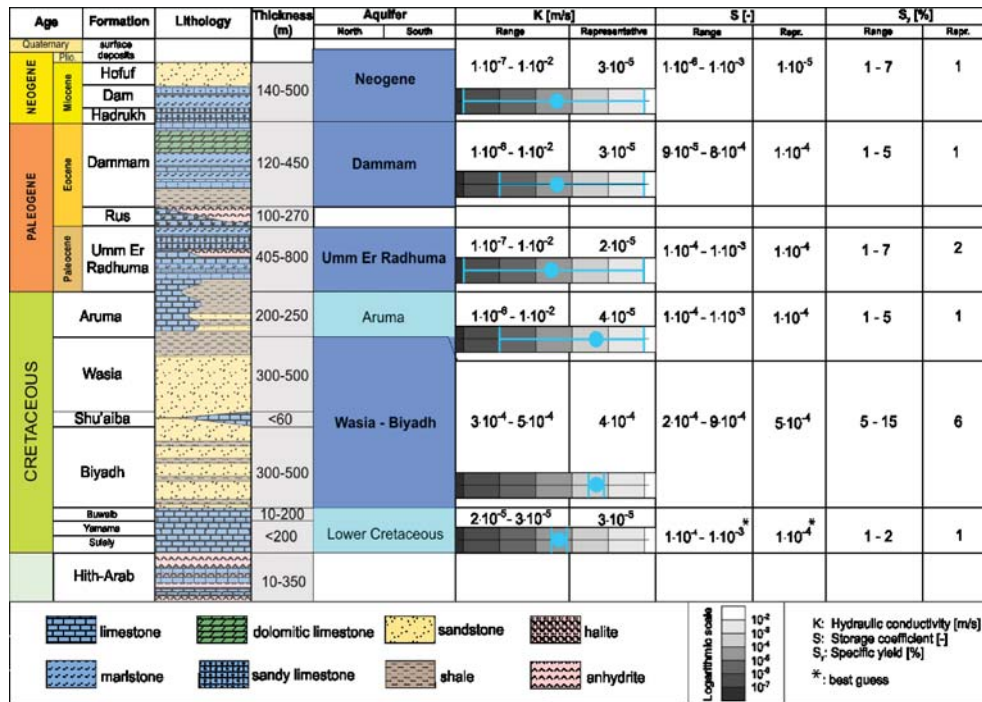 Age Formation Lithology Thickness (m) Aquifer K [m/s] S [-] Sy [%]
North South Range Representative Range Repr. Range Repr.
Quaternary surface deposits
NEOGENE Plio. Miocene
Hofuf
Dam
Hadrukh
140-500 Neogene 1·10-7 - 1·10-2 3·10-5 1·10-6 - 1·10-3 1·10-5 1 - 7 1
PALEOGENE Eocene
Dammam 120-450 Dammam 1·10-6 - 1·10-2 3·10-5 9·10-5 - 8·10-4 1·10-4 1 - 5 1
Rus 100-270
Paleocene
Umm Er Radhuma 405-800 Umm Er Radhuma 1·10-7 - 1·10-2 2·10-5 1·10-4 - 1·10-3 1·10-4 1 - 7 2
CRETACEOUS
Aruma 200-250 Aruma 1·10-6 - 1·10-2 4·10-5 1·10-4 - 1·10-3 1·10-4 1 - 5 1
Wasia 300-500
Shu'aiba <60 Wasia - Biyadh 3·10-4 - 5·10-4 4·10-4 2·10-4 - 9·10-4 5·10-4 5 - 15 6
Biyadh 300-500
Buwaib 10-200 2·10-5 - 3·10-5 3·10-5
Yamama
Sulaiy
<200 Lower Cretaceous 1·10-4 - 1·10-3* 1·10-4* 1 - 2 1
Hith-Arab 10-350
limestone dolomitic limestone sandstone halite
marlstone sandy limestone shale anhydrite
Logarithmic scale
10-2
10-3
10-4
10-5
10-6
10-7
K: Hydraulic conductivity [m/s]
S: Storage coefficient [-]
Sy: Specific yield [%]
*: best guess